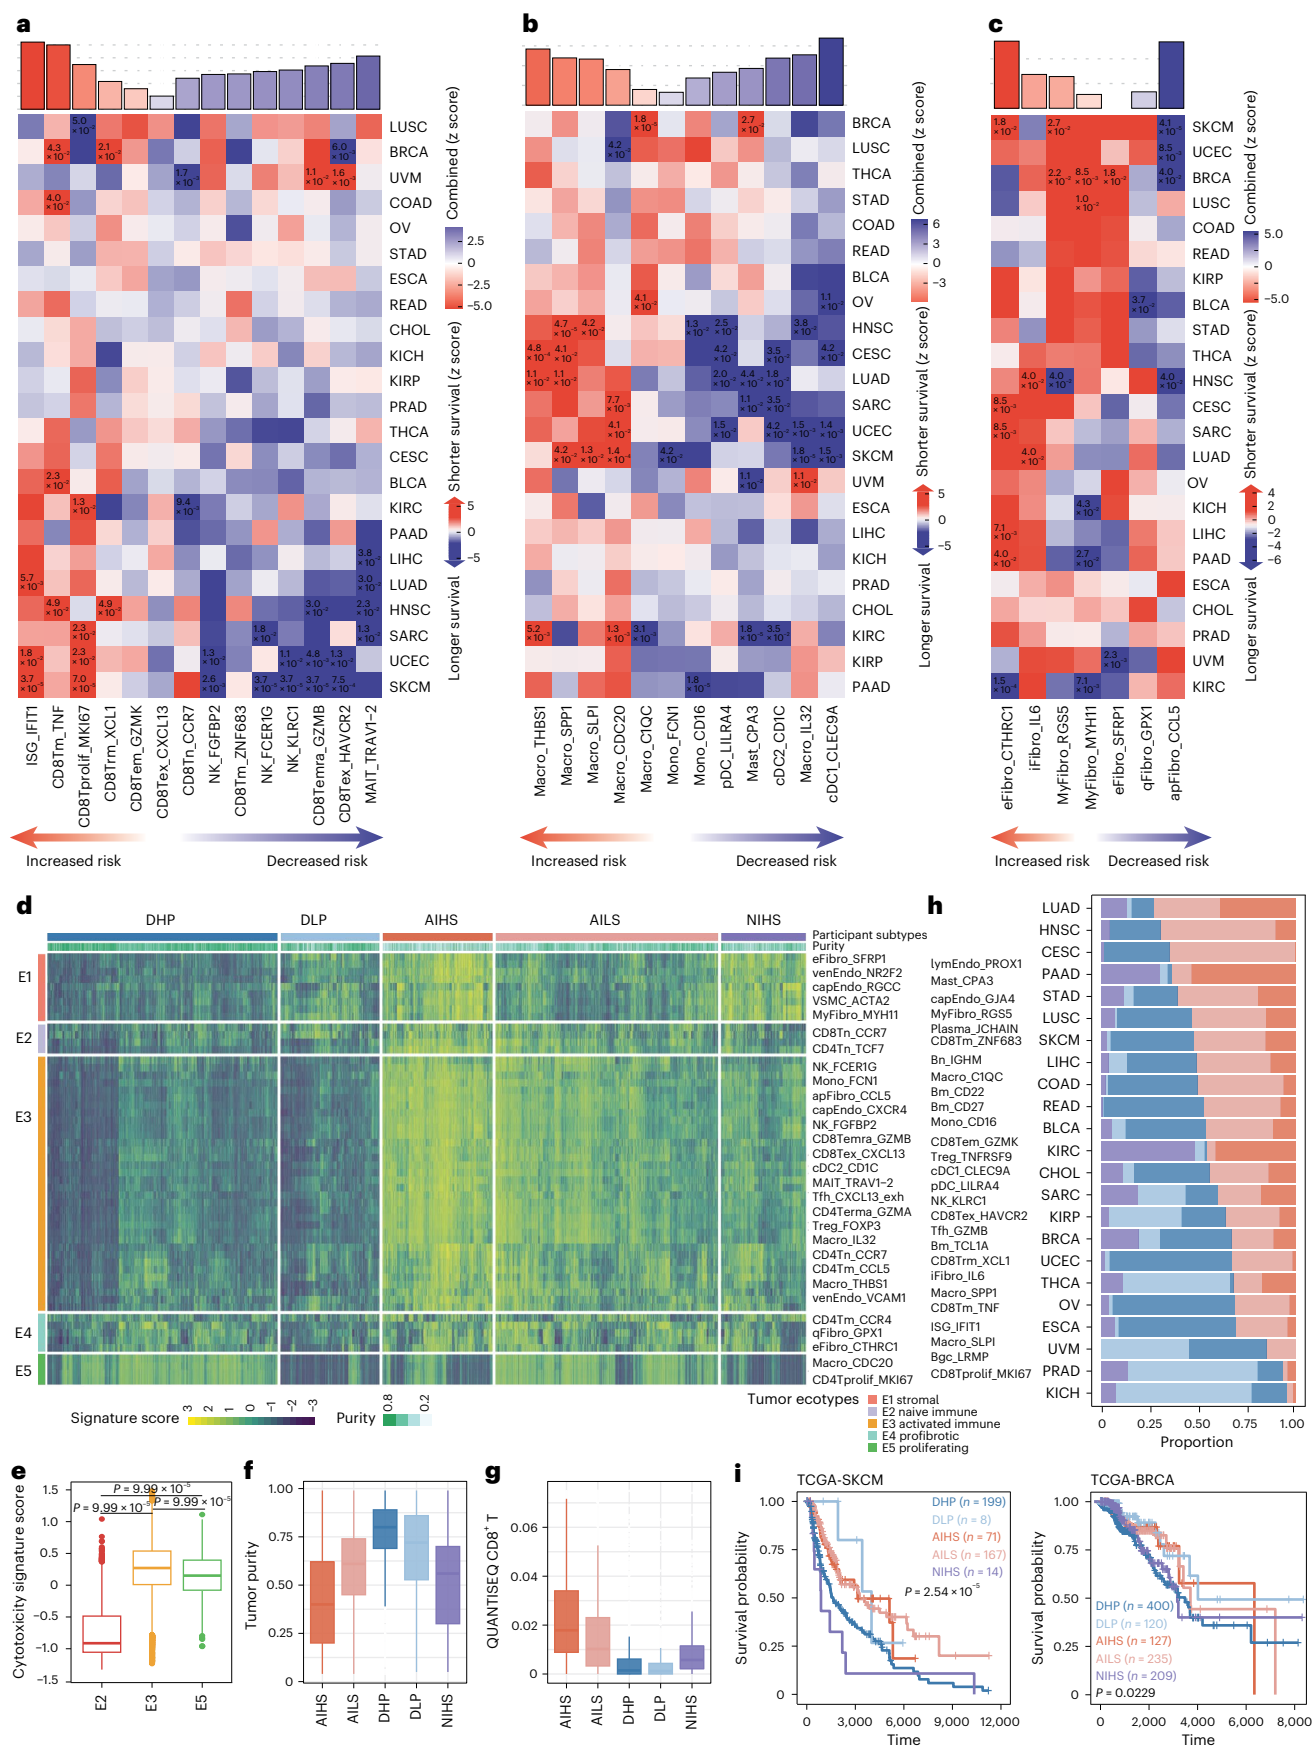 a
b
c
Combined (z score)
2.5
0
−2.5
−5.0
Shorter survival (z score)
5
0
−5
Longer survival
LUSC
BRCA
UVM
COAD
OV
STAD
ESCA
READ
CHOL
KICH
KIRP
PRAD
THCA
CESC
BLCA
KIRC
PAAD
LIHC
LUAD
HNSC
SARC
UCEC
SKCM
ISG_IFIT1
CD8Tm_TNF
CD8Tprolif_MKI67
CD8Trm_XCL1
CD8Tem_GZMK
CD8Tex_CXCL13
CD8Tn_CCR7
NK_FGFBP2
CD8Tm_ZNF683
NK_FCER1G
NK_KLRC1
CD8Temra_GZMB
CD8Tex_HAVCR2
MAIT_TRAV1-2
Increased risk
Decreased risk
Combined (z score)
6
3
0
−3
Shorter survival (z score)
5
0
−5
Longer survival
BRCA
LUSC
THCA
STAD
COAD
READ
BLCA
OV
HNSC
CESC
LUAD
SARC
UCEC
SKCM
UVM
ESCA
LIHC
KICH
PRAD
CHOL
KIRC
KIRP
PAAD
Macro_THBS1
Macro_SPP1
Macro_SLPI
Macro_CDC20
Macro_C1QC
Mono_FCN1
Mono_CD16
pDC_LILRA4
Mast_CPA3
cDC2_CD1C
Macro_IL32
cDC1_CLEC9A
Increased risk
Decreased risk
Combined (z score)
5.0
0
−5.0
Shorter survival (z score)
4
2
0
−2
−4
−6
Longer survival
SKCM
UCEC
BRCA
LUSC
COAD
READ
KIRP
BLCA
STAD
THCA
HNSC
CESC
SARC
LUAD
OV
KICH
LIHC
PAAD
ESCA
CHOL
PRAD
UVM
KIRC
eFibro_CTHRC1
iFibro_IL6
MyFibro_RGS5
MyFibro_MYH11
eFibro_SFRP1
qFibro_GPX1
apFibro_CCL5
Increased risk
Decreased risk
d
DHP
DLP
AIHS
AILS
NIHS
Participant subtypes
Purity
E1
E2
E3
E4
E5
eFibro_SFRP1
venEndo_NR2F2
capEndo_RGCC
VSMC_ACTA2
MyFibro_MYH11
CD8Tn_CCR7
CD4Tn_TCF7
NK_FCER1G
Mono_FCN1
apFibro_CCL5
capEndo_CXCR4
NK_FGFBP2
CD8Temra_GZMB
CD8Tex_CXCL13
cDC2_CD1C
MAIT_TRAV1-2
Tfh_CXCL13_exh
CD4Terma_GZMA
Treg_FOXP3
Macro_IL32
CD4Tn_CCR7
CD4Tm_CCL5
Macro_THBS1
venEndo_VCAM1
CD4Tm_CCR4
qFibro_GPX1
eFibro_CTHRC1
Macro_CDC20
CD4Tprolif_MKI67
lymEndo_PROX1
Mast_CPA3
capEndo_GJA4
MyFibro_RGS5
Plasma_JCHAIN
CD8Tm_ZNF683
Bn_IGHM
Macro_C1QC
Bm_CD22
Bm_CD27
Mono_CD16
CD8Tem_GZMK
Treg_TNFRSF9
cDC1_CLEC9A
pDC_LILRA4
NK_KLRC1
CD8Tex_HAVCR2
Tfh_GZMB
Bm_TCL1A
CD8Trm_XCL1
iFibro_IL6
Macro_SPP1
CD8Tm_TNF
ISG_IFIT1
Macro_SLPI
Bgc_LRMP
CD8Tprolif_MKI67
Signature score
3 2 1 0 −1 −2 −3
Purity
0.8
0.2
Tumor ecotypes
E1 stromal
E2 naive immune
E3 activated immune
E4 profibrotic
E5 proliferating
h
LUAD
HNSC
CESC
PAAD
STAD
LUSC
SKCM
LIHC
COAD
READ
BLCA
KIRC
CHOL
SARC
KIRP
BRCA
UCEC
THCA
OV
ESCA
UVM
PRAD
KICH
0 0.25 0.50 0.75 1.00
Proportion
e
Cytotoxicity signature score
P = 9.99 × 10⁻⁵
P = 9.99 × 10⁻⁵
P = 9.99 × 10⁻⁵
1.5
1.0
0.5
0
−0.5
−1.0
−1.5
E2
E3
E5
f
Tumor purity
1.00
0.75
0.50
0.25
0
AIHS
AILS
DHP
DLP
NIHS
g
QUANTISEQ CD8⁺ T
0.06
0.04
0.02
0
AIHS
AILS
DHP
DLP
NIHS
i
TCGA-SKCM
Survival probability
1.00
0.75
0.50
0.25
0
DHP (n = 199)
DLP (n = 8)
AIHS (n = 71)
AILS (n = 167)
NIHS (n = 14)
P = 2.54 × 10⁻⁵
0 3,000 6,000 9,000 12,000
Time
TCGA-BRCA
Survival probability
1.00
0.75
0.50
0.25
0
DHP (n = 400)
DLP (n = 120)
AIHS (n = 127)
AILS (n = 235)
NIHS (n = 209)
P = 0.0229
0 2,000 4,000 6,000 8,000
Time